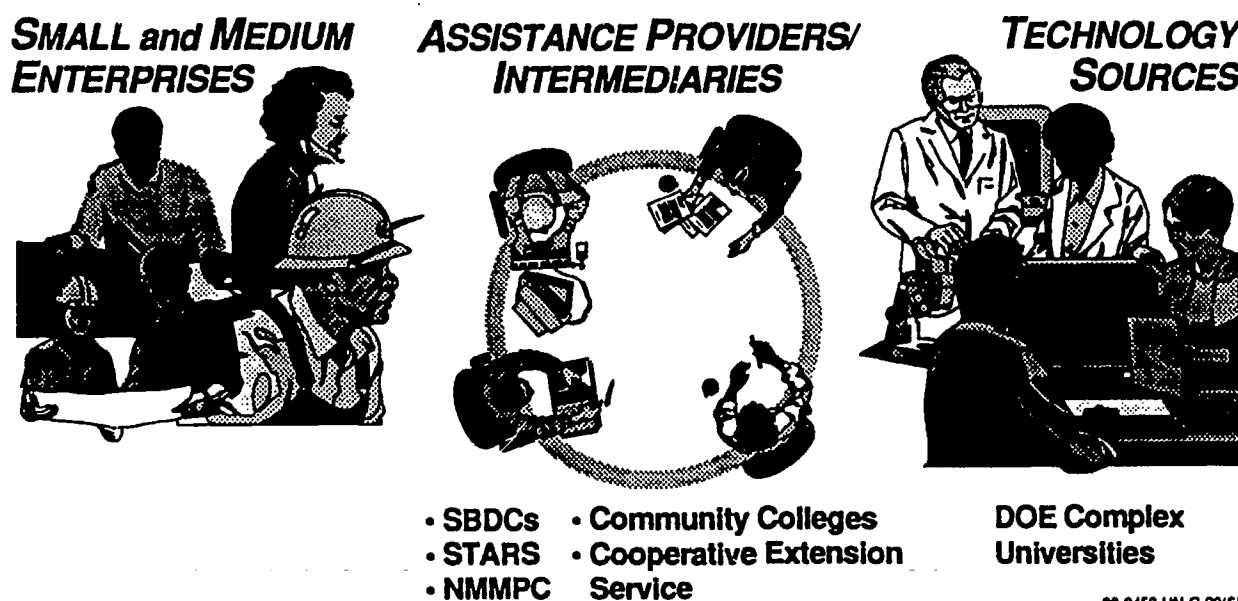 SMALL and MEDIUM
ENTERPRISES
ASSISTANCE PROVIDERS/
INTERMEDIARIES
TECHNOLOGY
SOURCES
• SBDCs
• STARS
• NMMPC
• Community Colleges
• Cooperative Extension
Service
DOE Complex
Universities